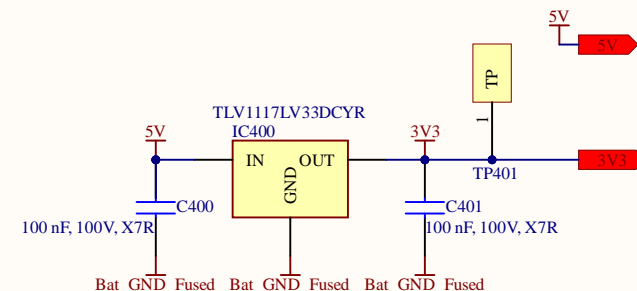 5V
5V
TP
1
TLV1117LV33DCYR
IC400
5V
3V3
IN
OUT
GND
TP401
3V3
C400
100 nF, 100V, X7R
C401
100 nF, 100V, X7R
Bat GND Fused
Bat GND Fused
Bat GND Fused